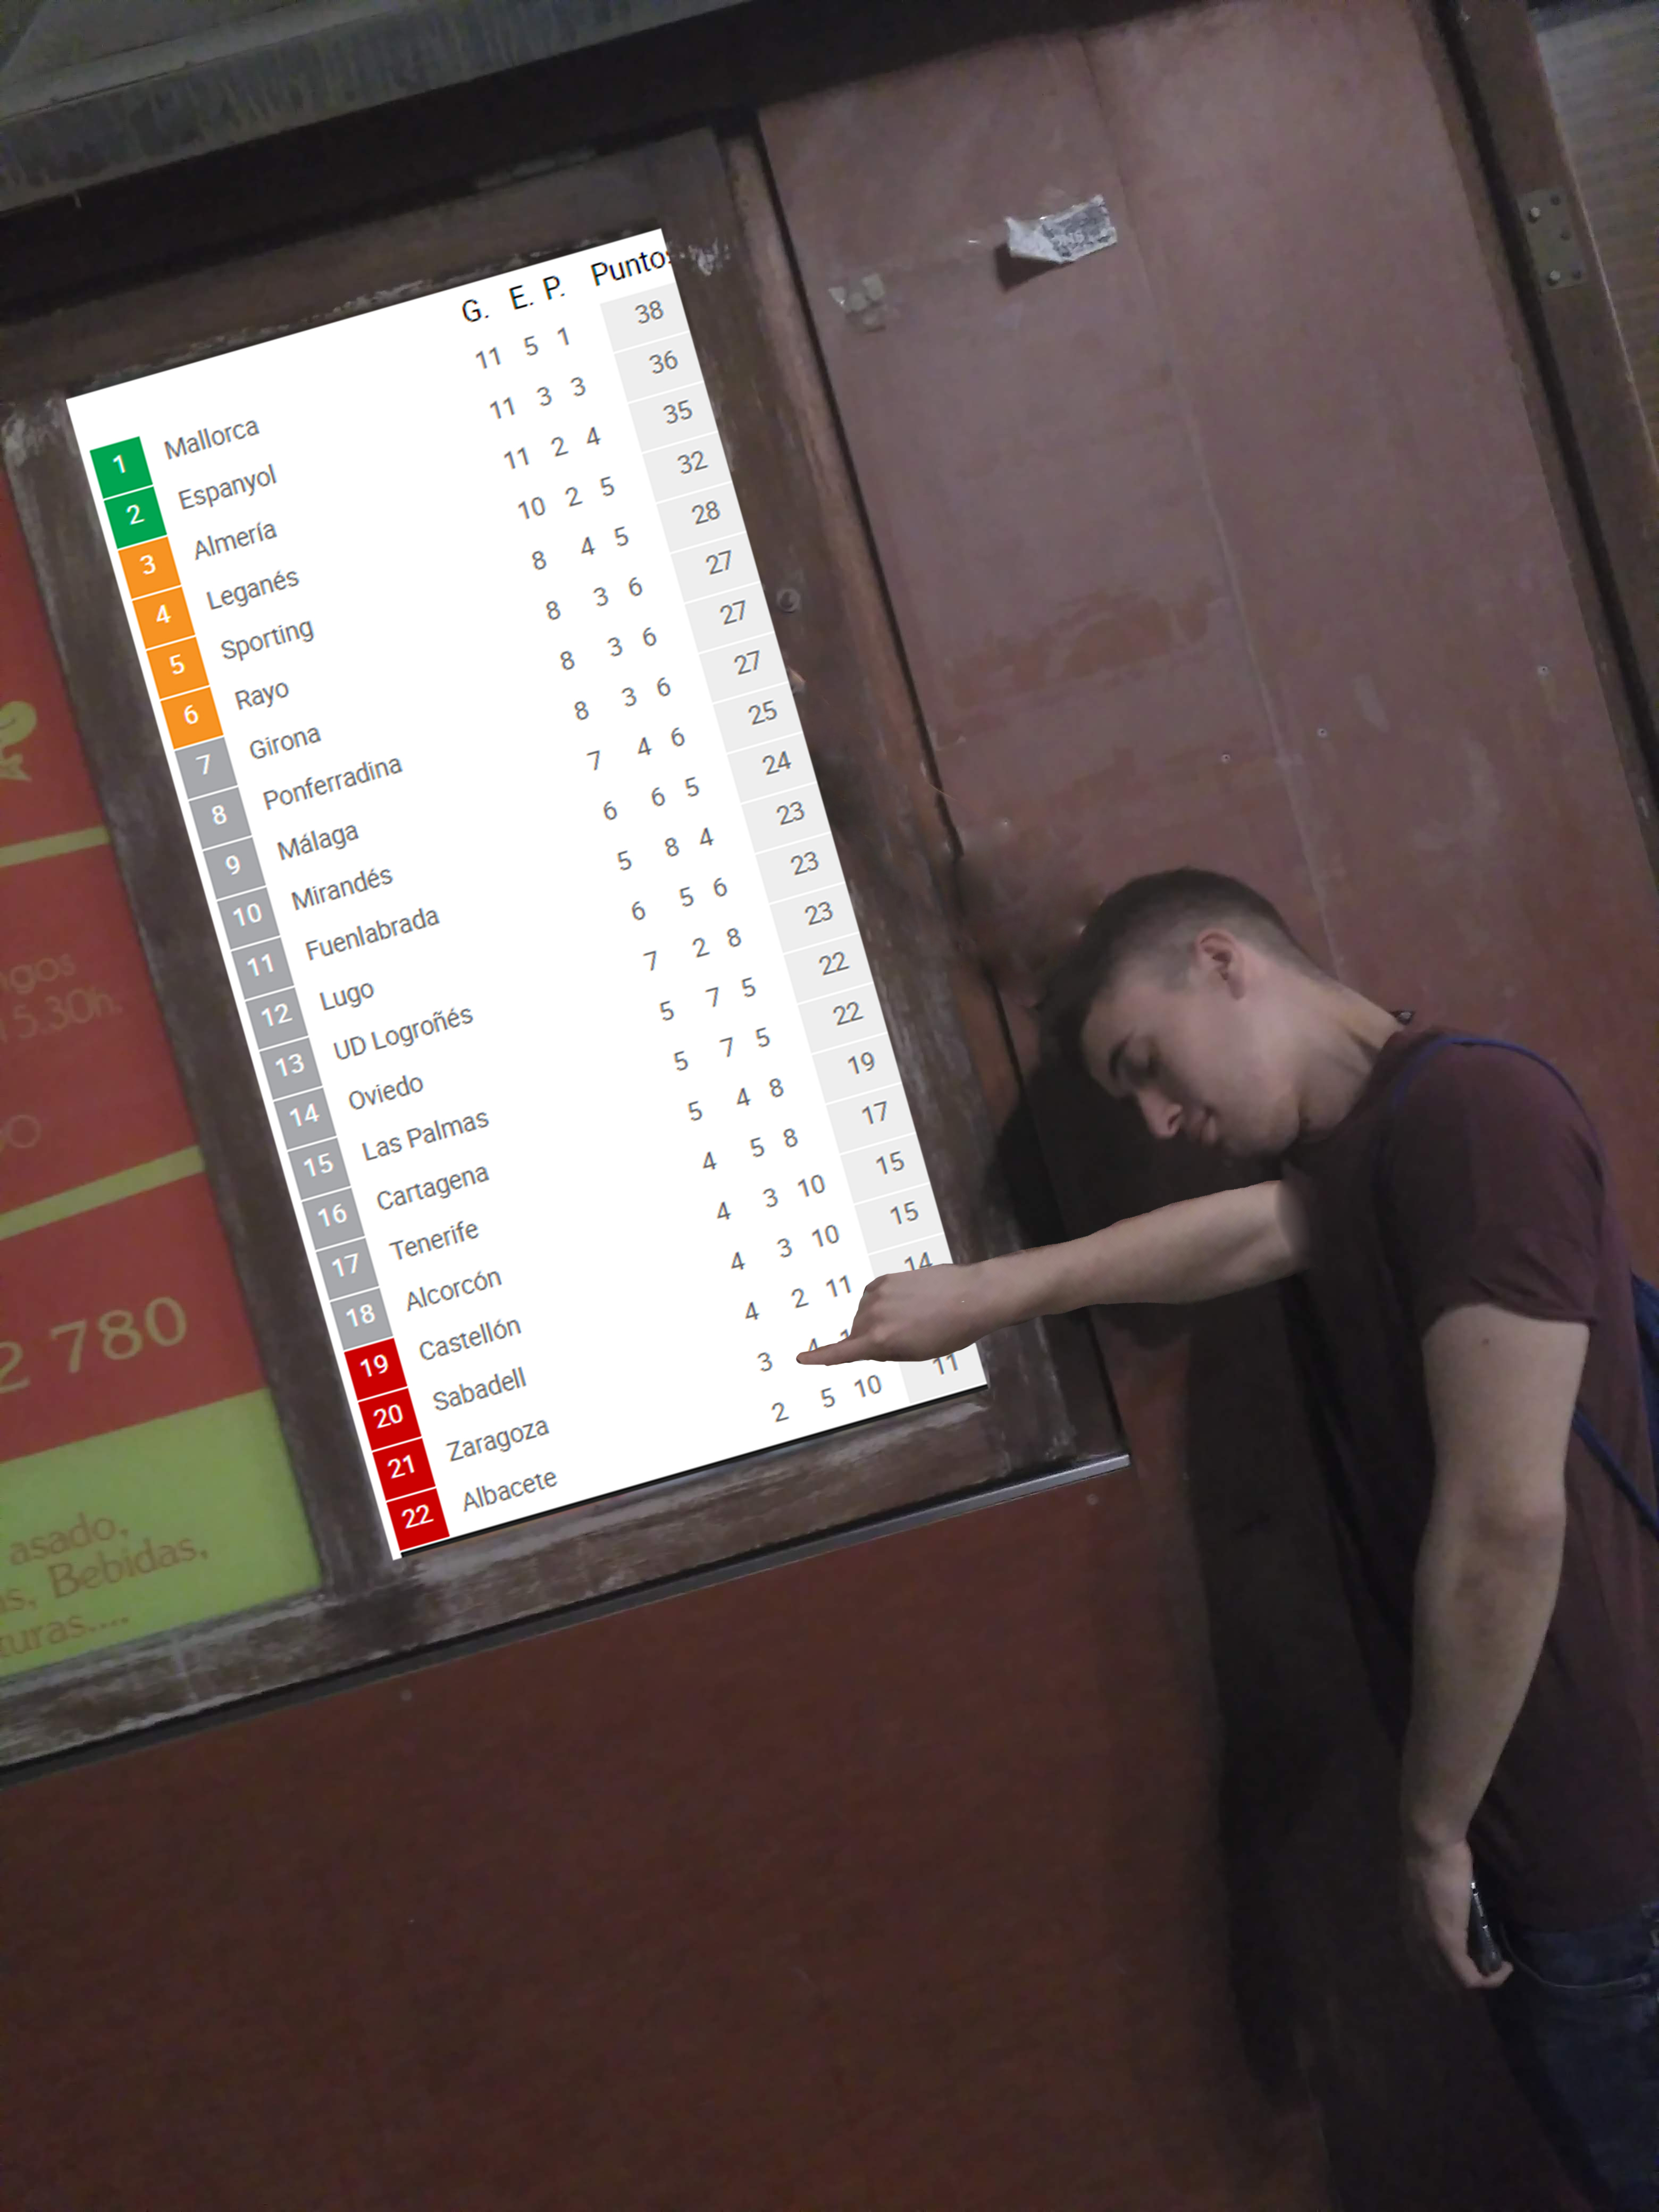 G. E. P. Puntos
1 Mallorca 11 5 1 38
2 Espanyol 11 3 3 36
3 Almería 11 2 4 35
4 Leganés 10 2 5 32
5 Sporting 8 4 5 28
6 Rayo 8 3 6 27
7 Girona 8 3 6 27
8 Ponferradina 8 3 6 27
9 Málaga 7 4 6 25
10 Mirandés 6 6 5 24
11 Fuenlabrada 5 8 4 23
12 Lugo 6 5 6 23
13 UD Logroñés 7 2 8 23
14 Oviedo 5 7 5 22
15 Las Palmas 5 7 5 22
16 Cartagena 5 4 8 19
17 Tenerife 4 5 8 17
18 Alcorcón 4 3 10 15
19 Castellón 4 3 10 15
20 Sabadell 4 2 11 14
21 Zaragoza 3 4
22 Albacete 2 5 10 11
ngos
15.30h.
2 780
asado,
as, Bebidas,
turas....